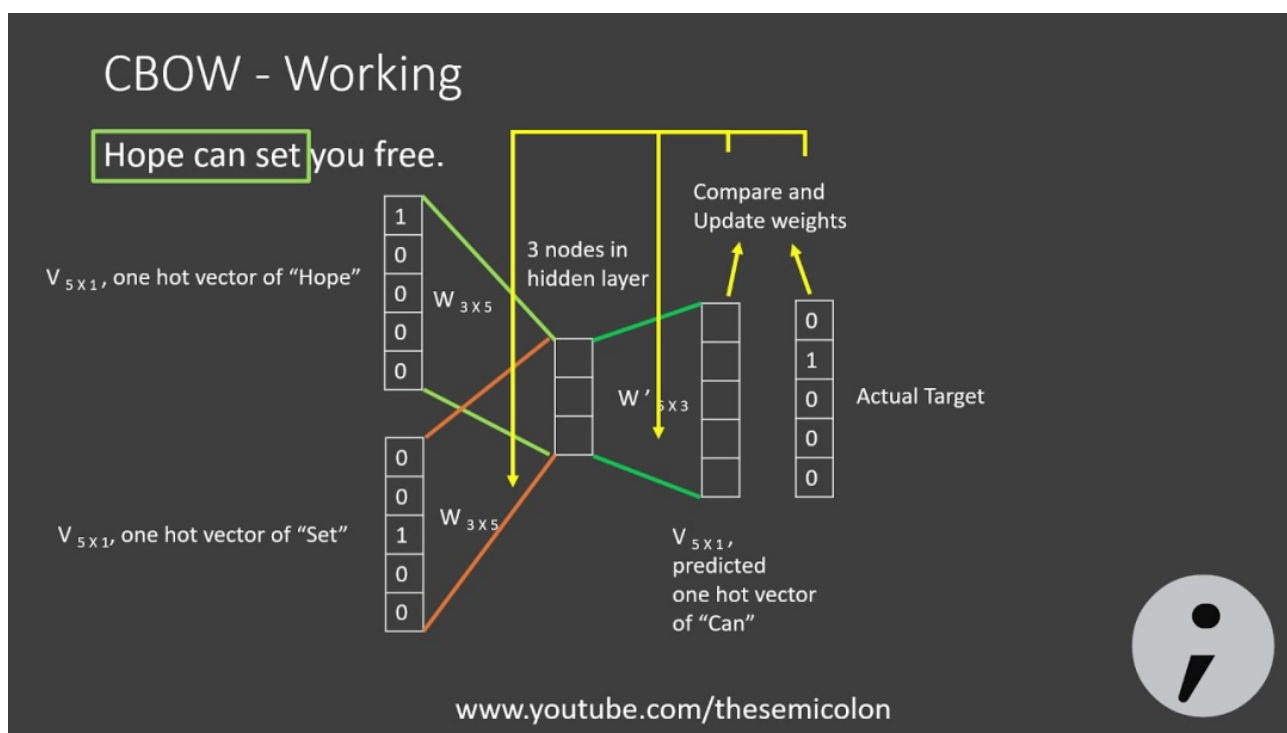 CBOW - Working
Hope can set you free.
1
0
0
0
0
V 5 X 1, one hot vector of “Hope”
W 3 X 5
3 nodes in
hidden layer
Compare and
Update weights
0
0
1
0
0
V 5 X 1, one hot vector of “Set”
W 3 X 5
W ’ 5 X 3
0
1
0
0
0
Actual Target
V 5 X 1,
predicted
one hot vector
of “Can”
www.youtube.com/thesemicolon